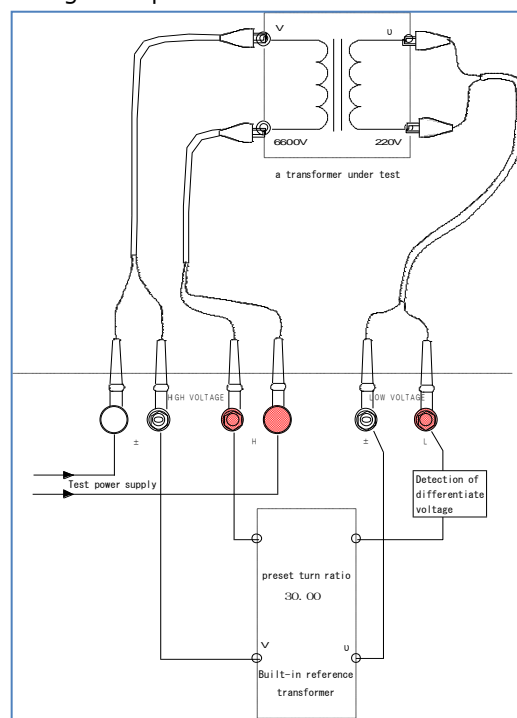 V
U
6600V
220V
a transformer under test
HIGH VOLTAGE
LOW VOLTAGE
±
H
±
L
Test power supply
Detection of
differentiate
voltage
preset turn ratio
30.00
V
U
Built-in reference
transformer